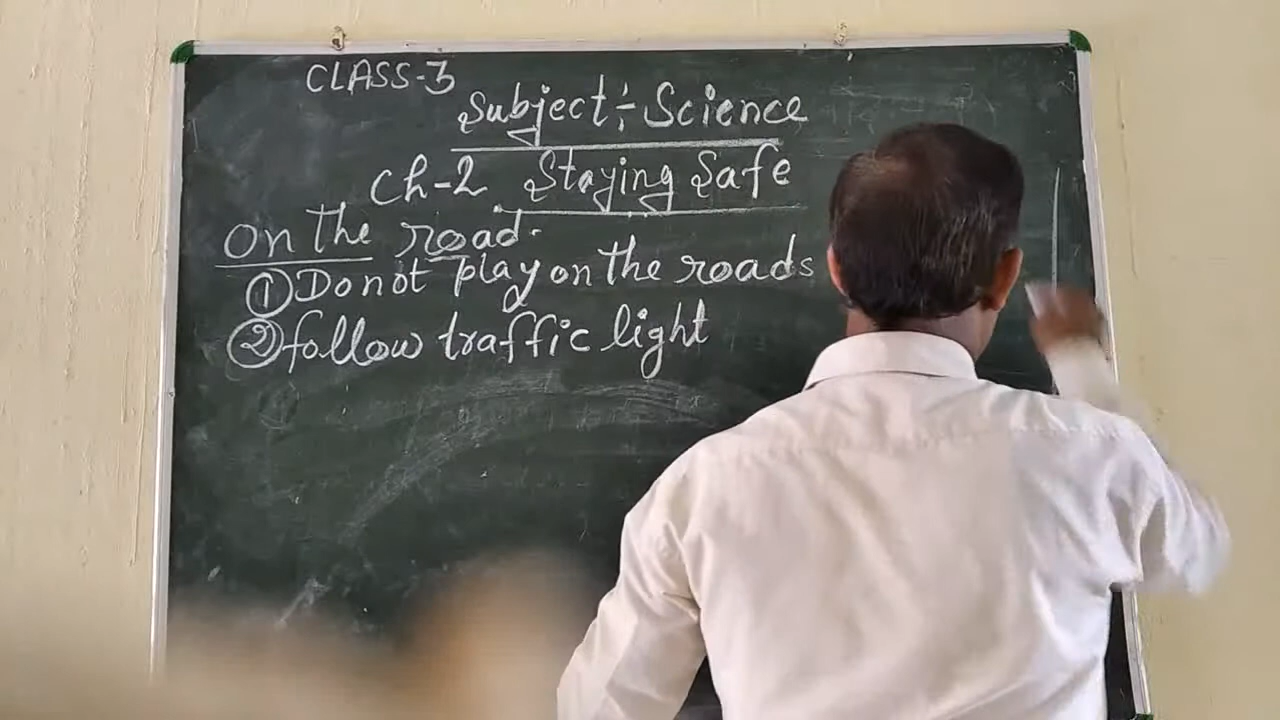 CLASS-3
Subject:- Science
Ch-2 Staying Safe
On the road.
① Do not play on the roads
② follow traffic light